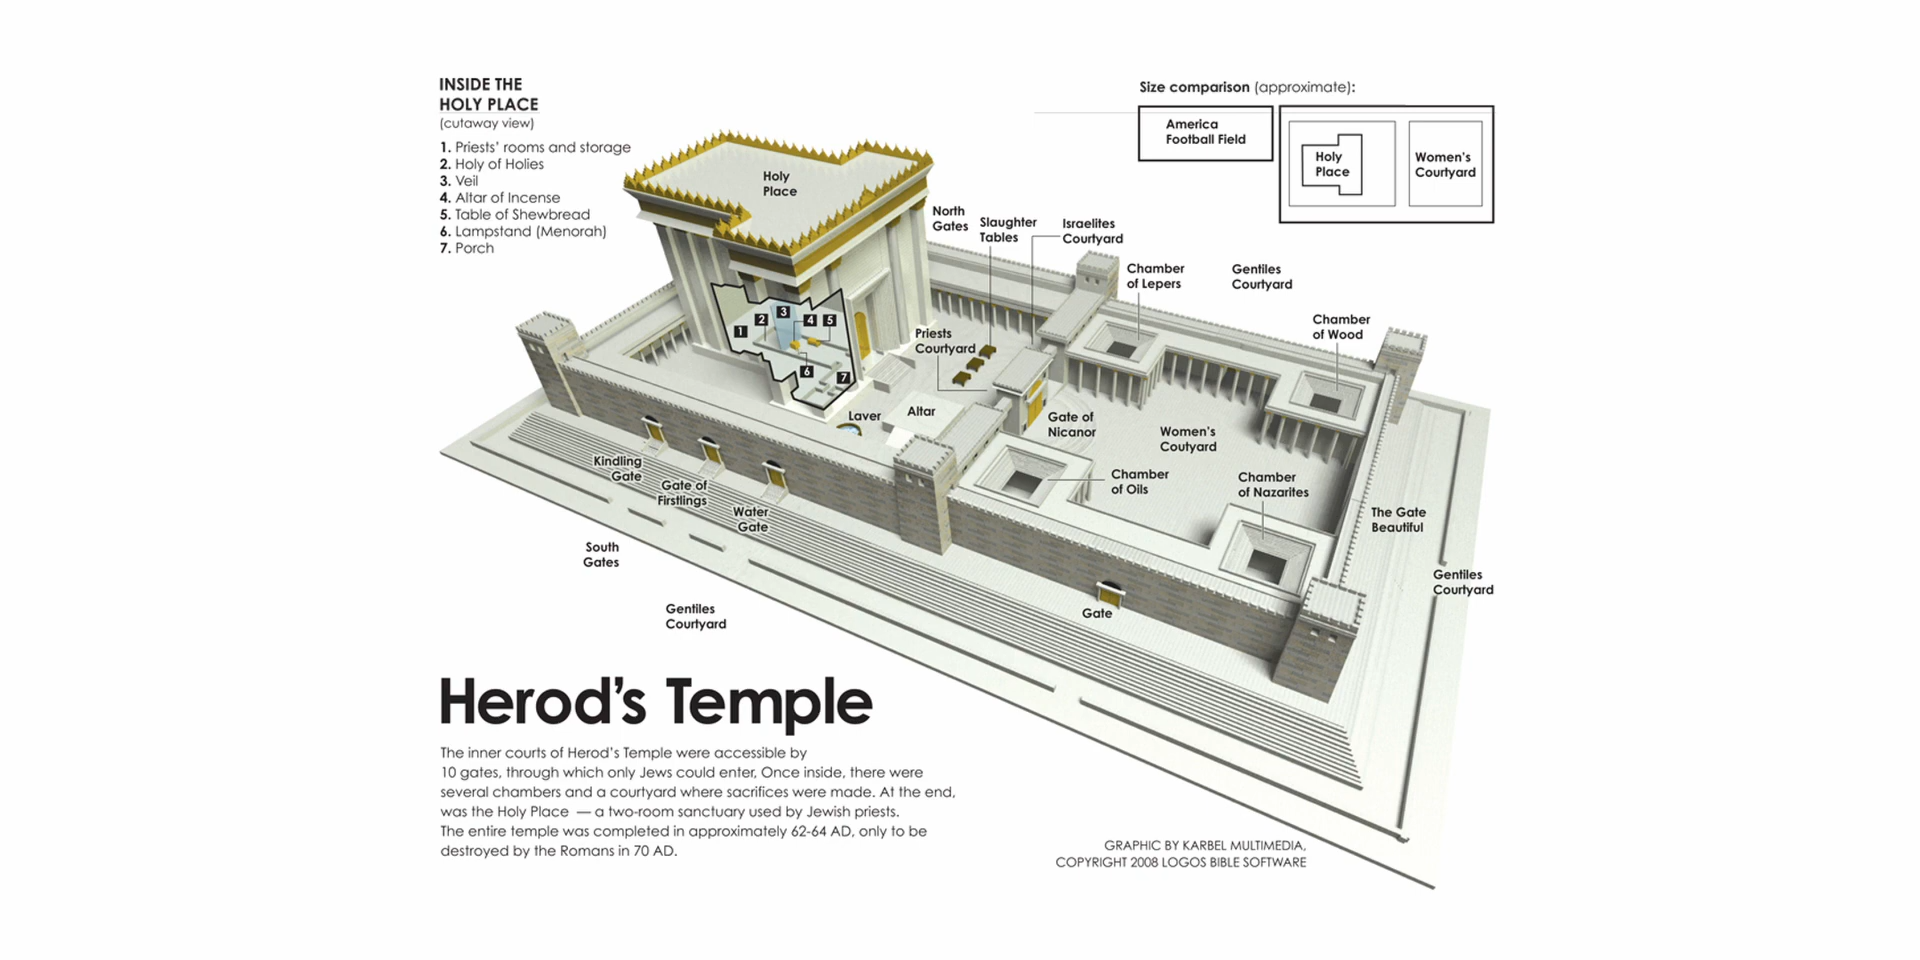 INSIDE THE
HOLY PLACE
(cutaway view)
1. Priests' rooms and storage
2. Holy of Holies
3. Veil
4. Altar of Incense
5. Table of Shewbread
6. Lampstand (Menorah)
7. Porch
Size comparison (approximate):
America
Football Field
Holy
Place
Women's
Courtyard
Holy
Place
North
Gates
Slaughter
Tables
Israelites
Courtyard
Chamber
of Lepers
Gentiles
Courtyard
Chamber
of Wood
Priests
Courtyard
1
2
3
4
5
6
7
Laver
Altar
Gate of
Nicanor
Women's
Coutyard
Chamber
of Oils
Chamber
of Nazarites
The Gate
Beautiful
Kindling
Gate
Gate of
Firstlings
Water
Gate
South
Gates
Gentiles
Courtyard
Gate
Gentiles
Courtyard
Herod's Temple
The inner courts of Herod's Temple were accessible by
10 gates, through which only Jews could enter, Once inside, there were
several chambers and a courtyard where sacrifices were made. At the end,
was the Holy Place — a two-room sanctuary used by Jewish priests.
The entire temple was completed in approximately 62-64 AD, only to be
destroyed by the Romans in 70 AD.
GRAPHIC BY KARBEL MULTIMEDIA,
COPYRIGHT 2008 LOGOS BIBLE SOFTWARE